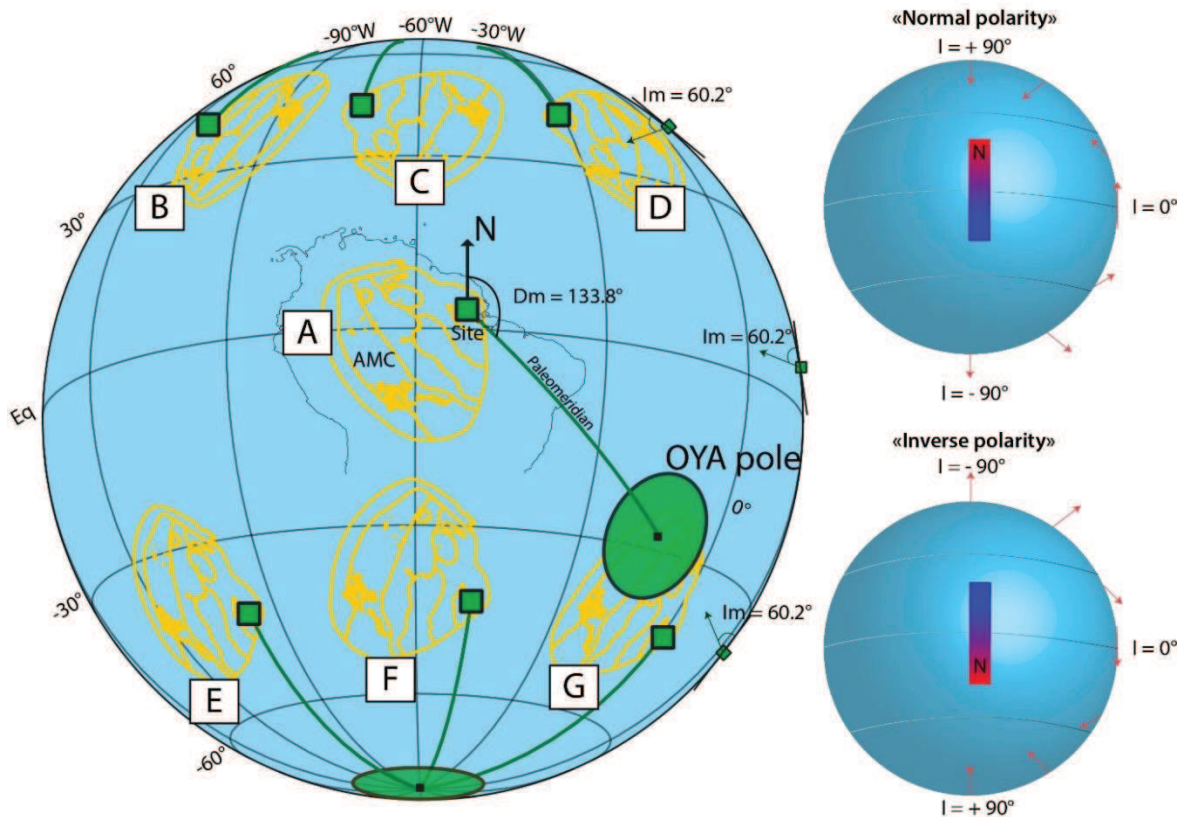 -90°W
-60°W
-30°W
60°
Im = 60.2°
B
C
D
30°
N
Dm = 133.8°
A
Site
AMC
Im = 60.2°
Paleomeridian
Eq
OYA pole
0°
-30°
Im = 60.2°
E
F
G
-60°
«Normal polarity»
I = + 90°
N
I = 0°
I = - 90°
«Inverse polarity»
I = - 90°
I = 0°
N
I = + 90°